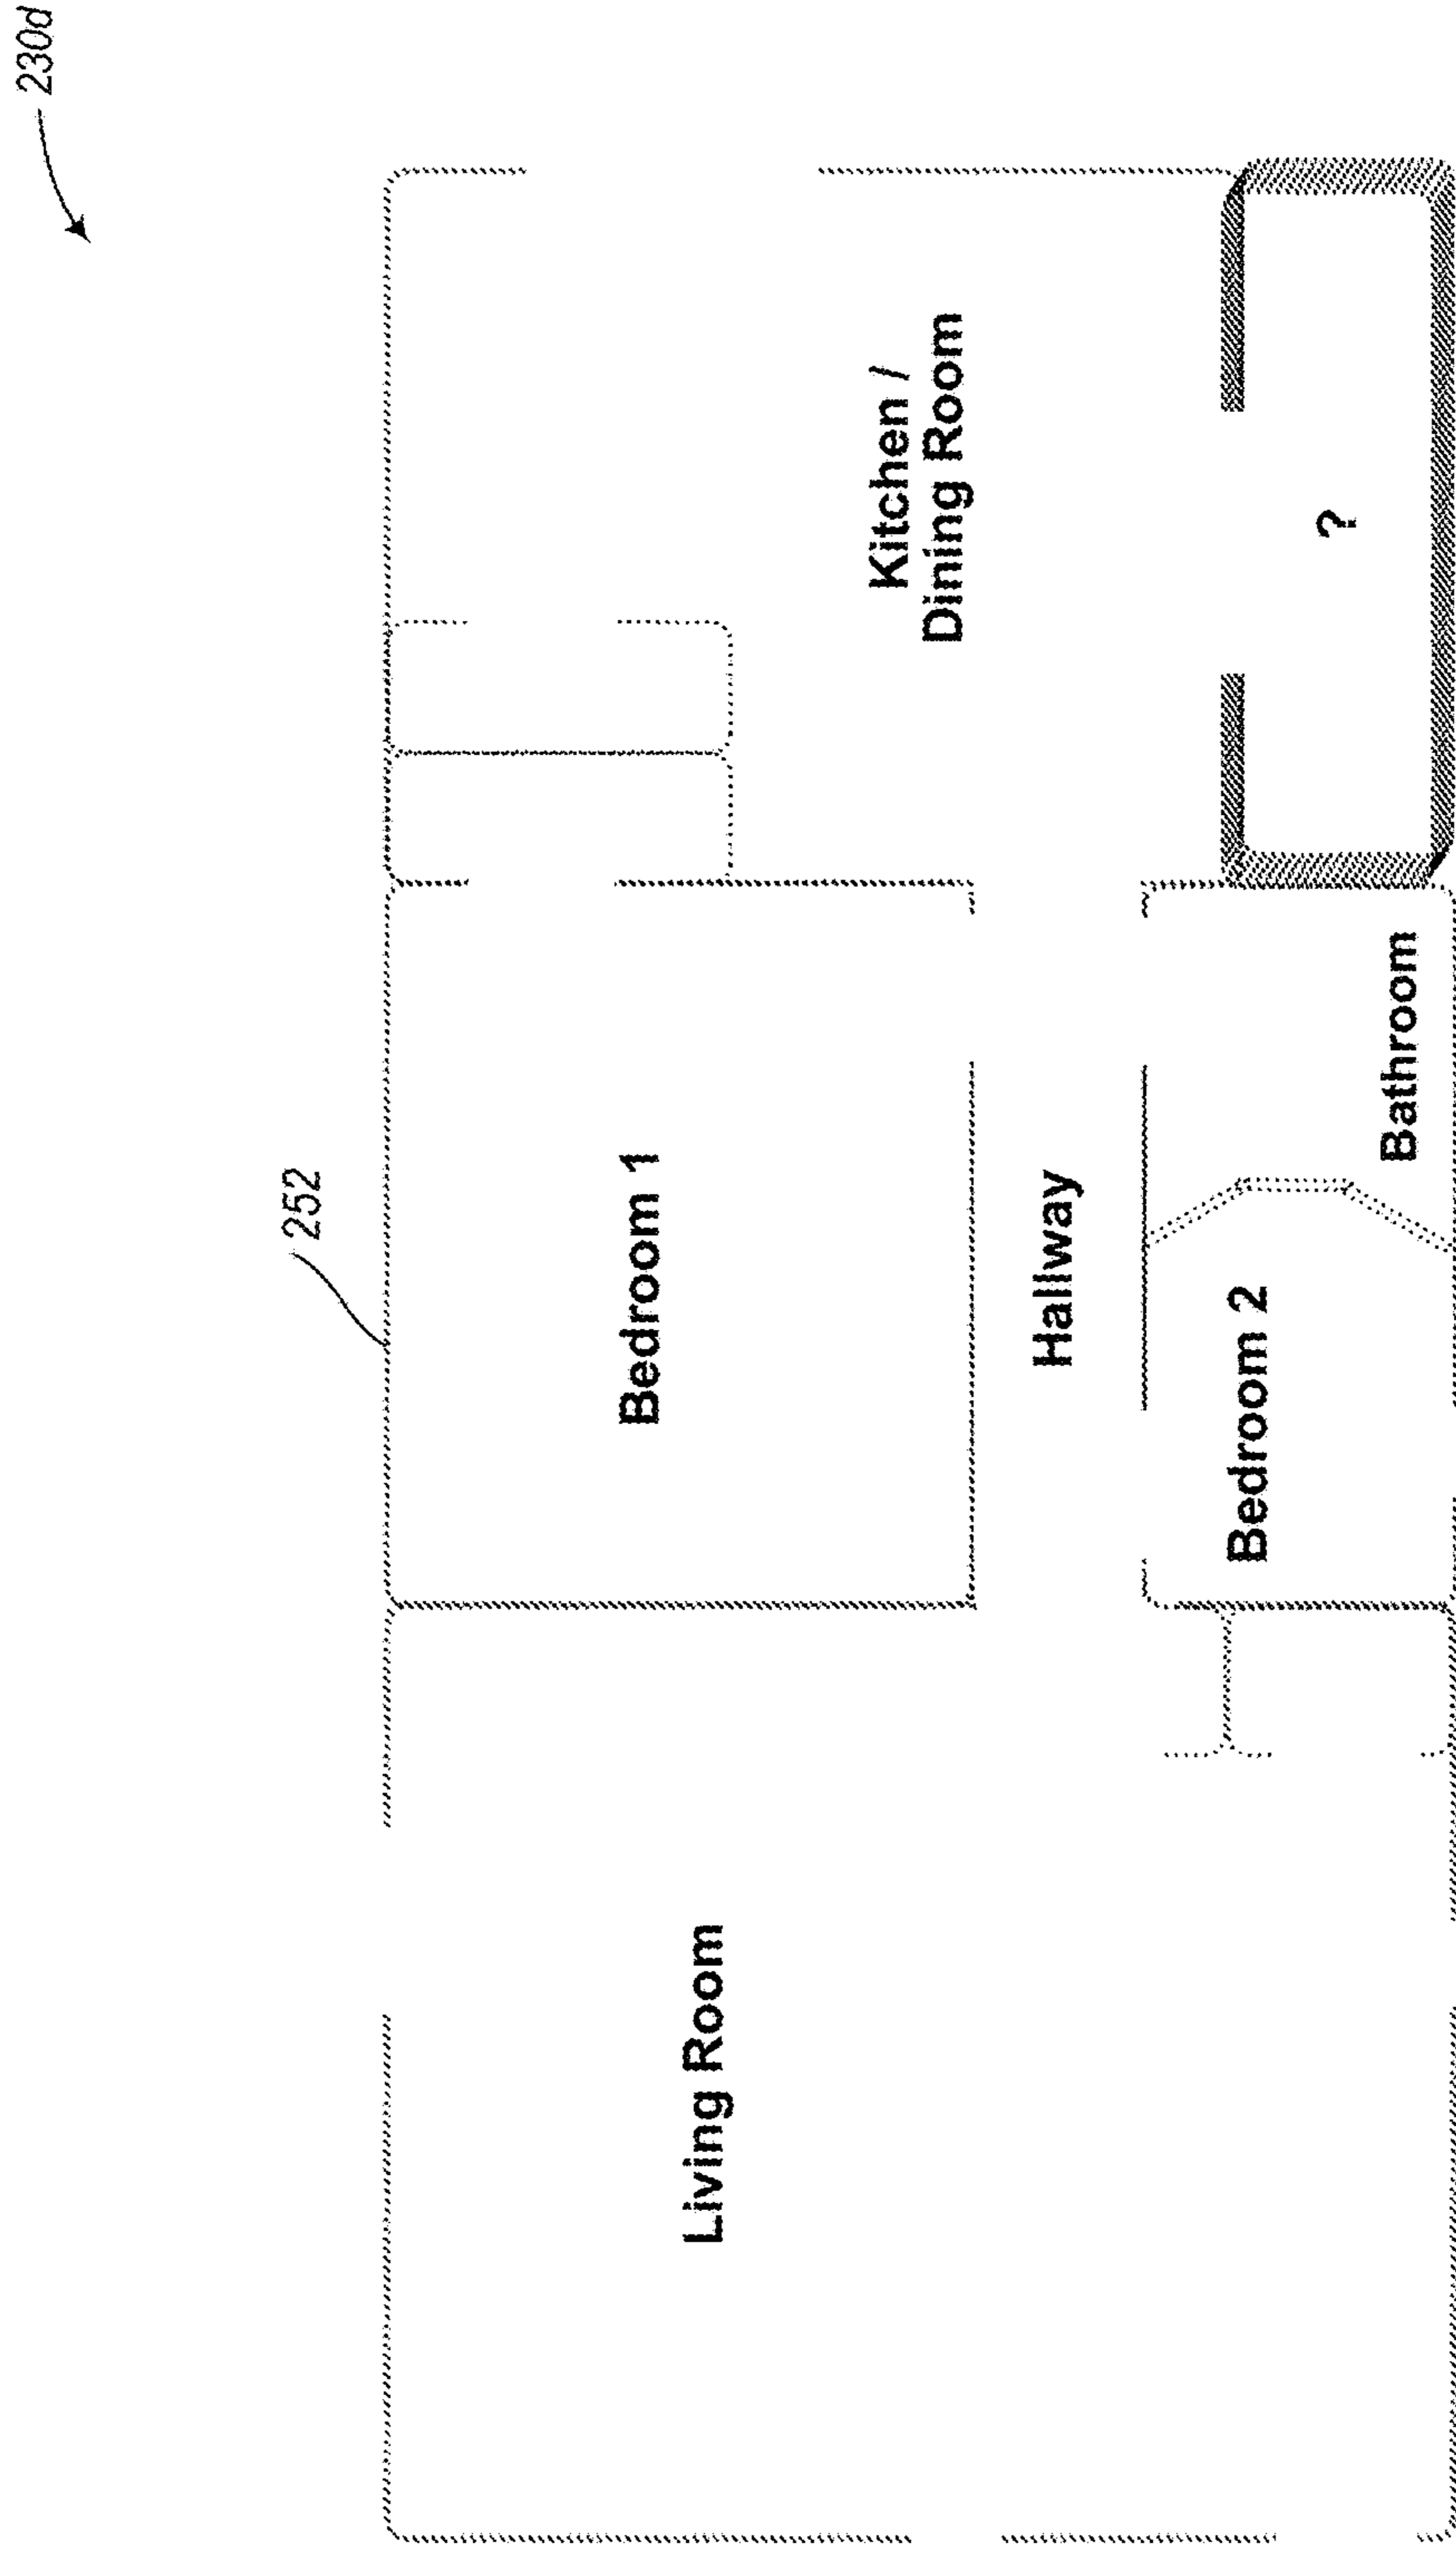 230d
252
Living Room
Bedroom 1
Kitchen /
Dining Room
Hallway
Bedroom 2
Bathroom
?